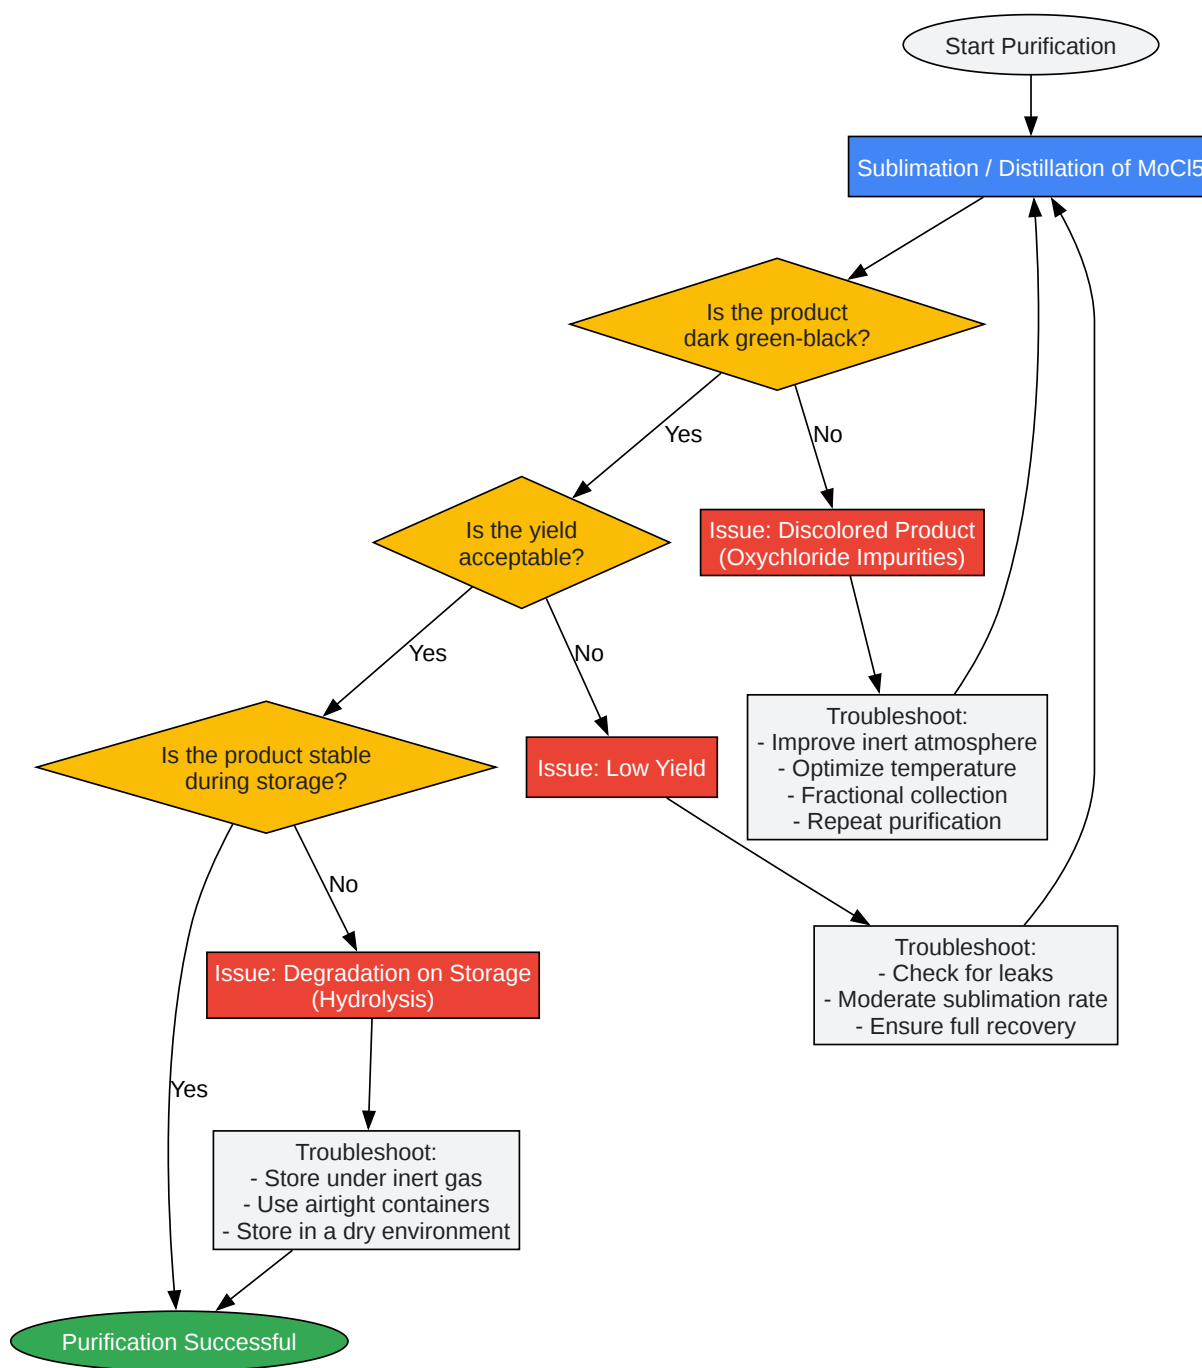 Start Purification
Sublimation / Distillation of MoCl5
Is the product
dark green-black?
Yes
No
Is the yield
acceptable?
Issue: Discolored Product
(Oxychloride Impurities)
Yes
No
Troubleshoot:
- Improve inert atmosphere
- Optimize temperature
- Fractional collection
- Repeat purification
Is the product stable
during storage?
Issue: Low Yield
No
Troubleshoot:
- Check for leaks
- Moderate sublimation rate
- Ensure full recovery
Issue: Degradation on Storage
(Hydrolysis)
Yes
Troubleshoot:
- Store under inert gas
- Use airtight containers
- Store in a dry environment
Purification Successful